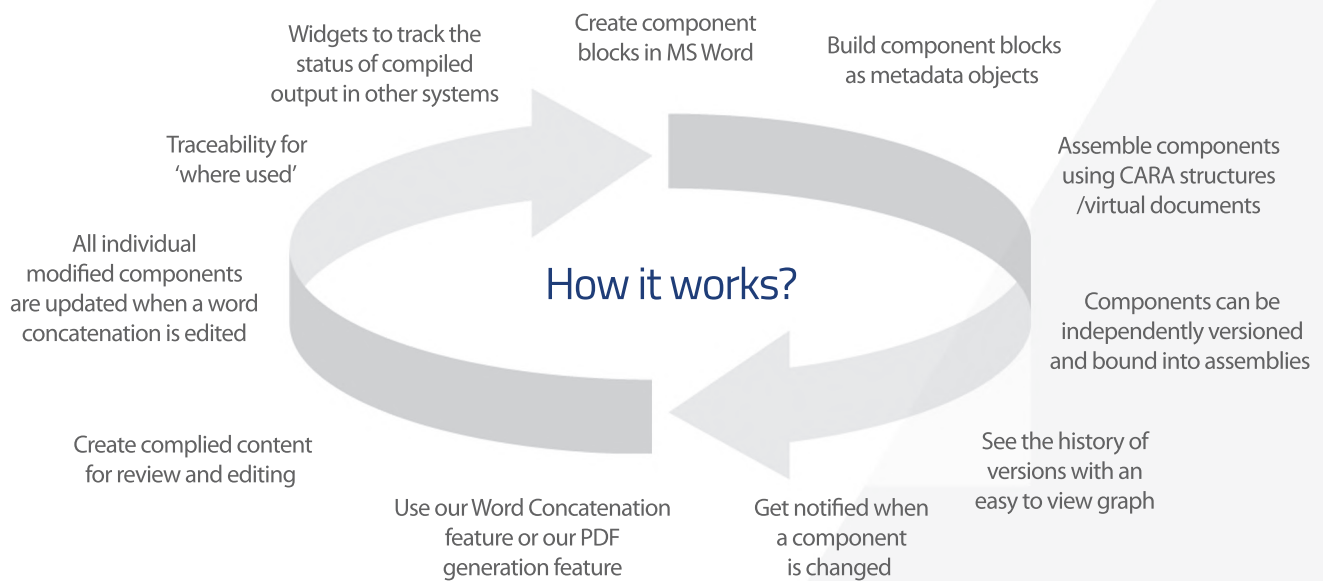 Create component
blocks in MS Word
Build component blocks
as metadata objects
Assemble components
using CARA structures
/virtual documents
Components can be
independently versioned
and bound into assemblies
See the history of
versions with an
easy to view graph
Get notified when
a component
is changed
Use our Word Concatenation
feature or our PDF
generation feature
Create complied content
for review and editing
All individual
modified components
are updated when a word
concatenation is edited
Traceability for
‘where used’
Widgets to track the
status of compiled
output in other systems
How it works?